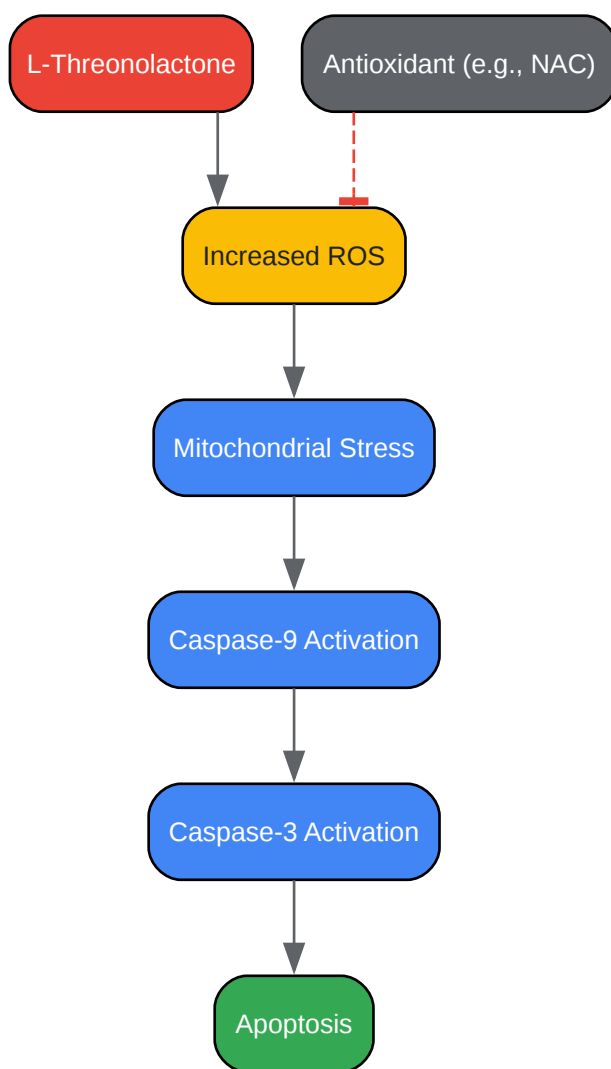 L-Threonolactone
Antioxidant (e.g., NAC)
Increased ROS
Mitochondrial Stress
Caspase-9 Activation
Caspase-3 Activation
Apoptosis